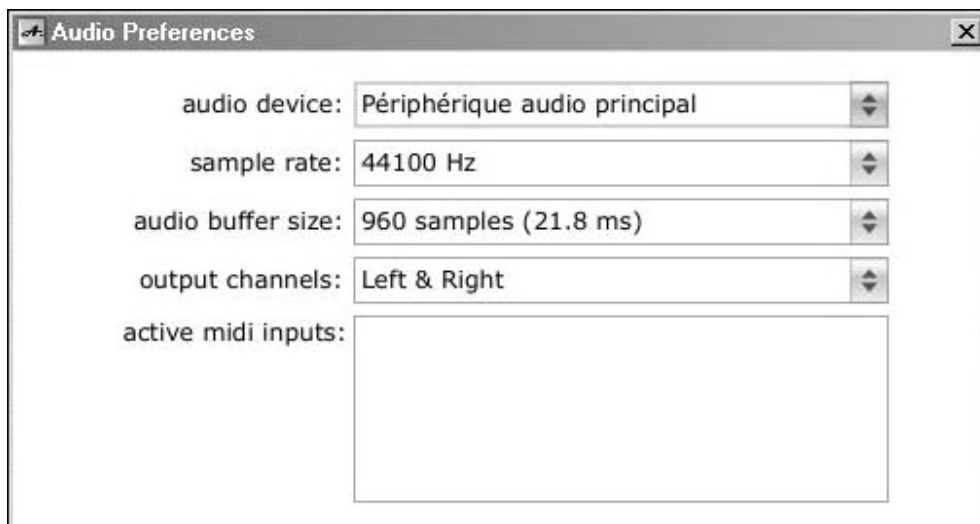 Audio Preferences
audio device: Périphérique audio principal
sample rate: 44100 Hz
audio buffer size: 960 samples (21.8 ms)
output channels: Left & Right
active midi inputs: